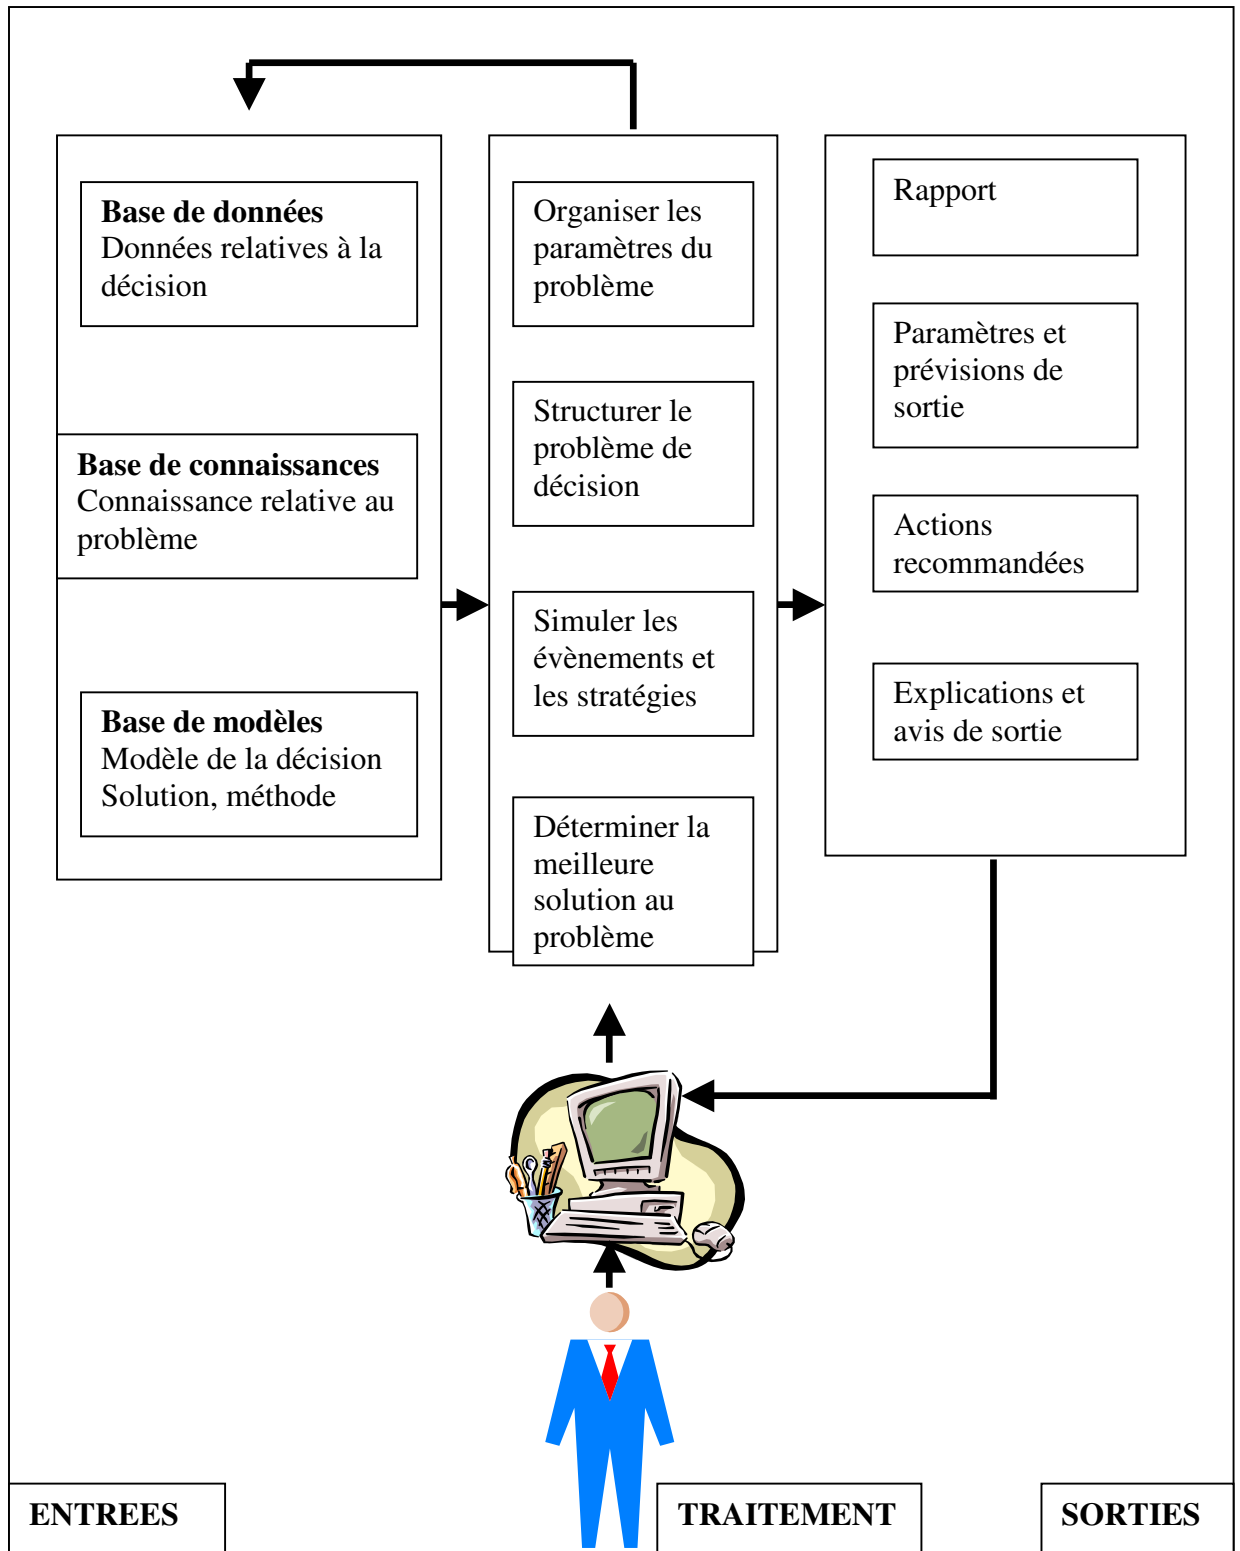 Base de données
Données relatives à la
décision
Base de connaissances
Connaissance relative au
problème
Base de modèles
Modèle de la décision
Solution, méthode
Organiser les
paramètres du
problème
Structurer le
problème de
décision
Simuler les
évènements et
les stratégies
Déterminer la
meilleure
solution au
problème
Rapport
Paramètres et
prévisions de
sortie
Actions
recommandées
Explications et
avis de sortie
ENTREES
TRAITEMENT
SORTIES